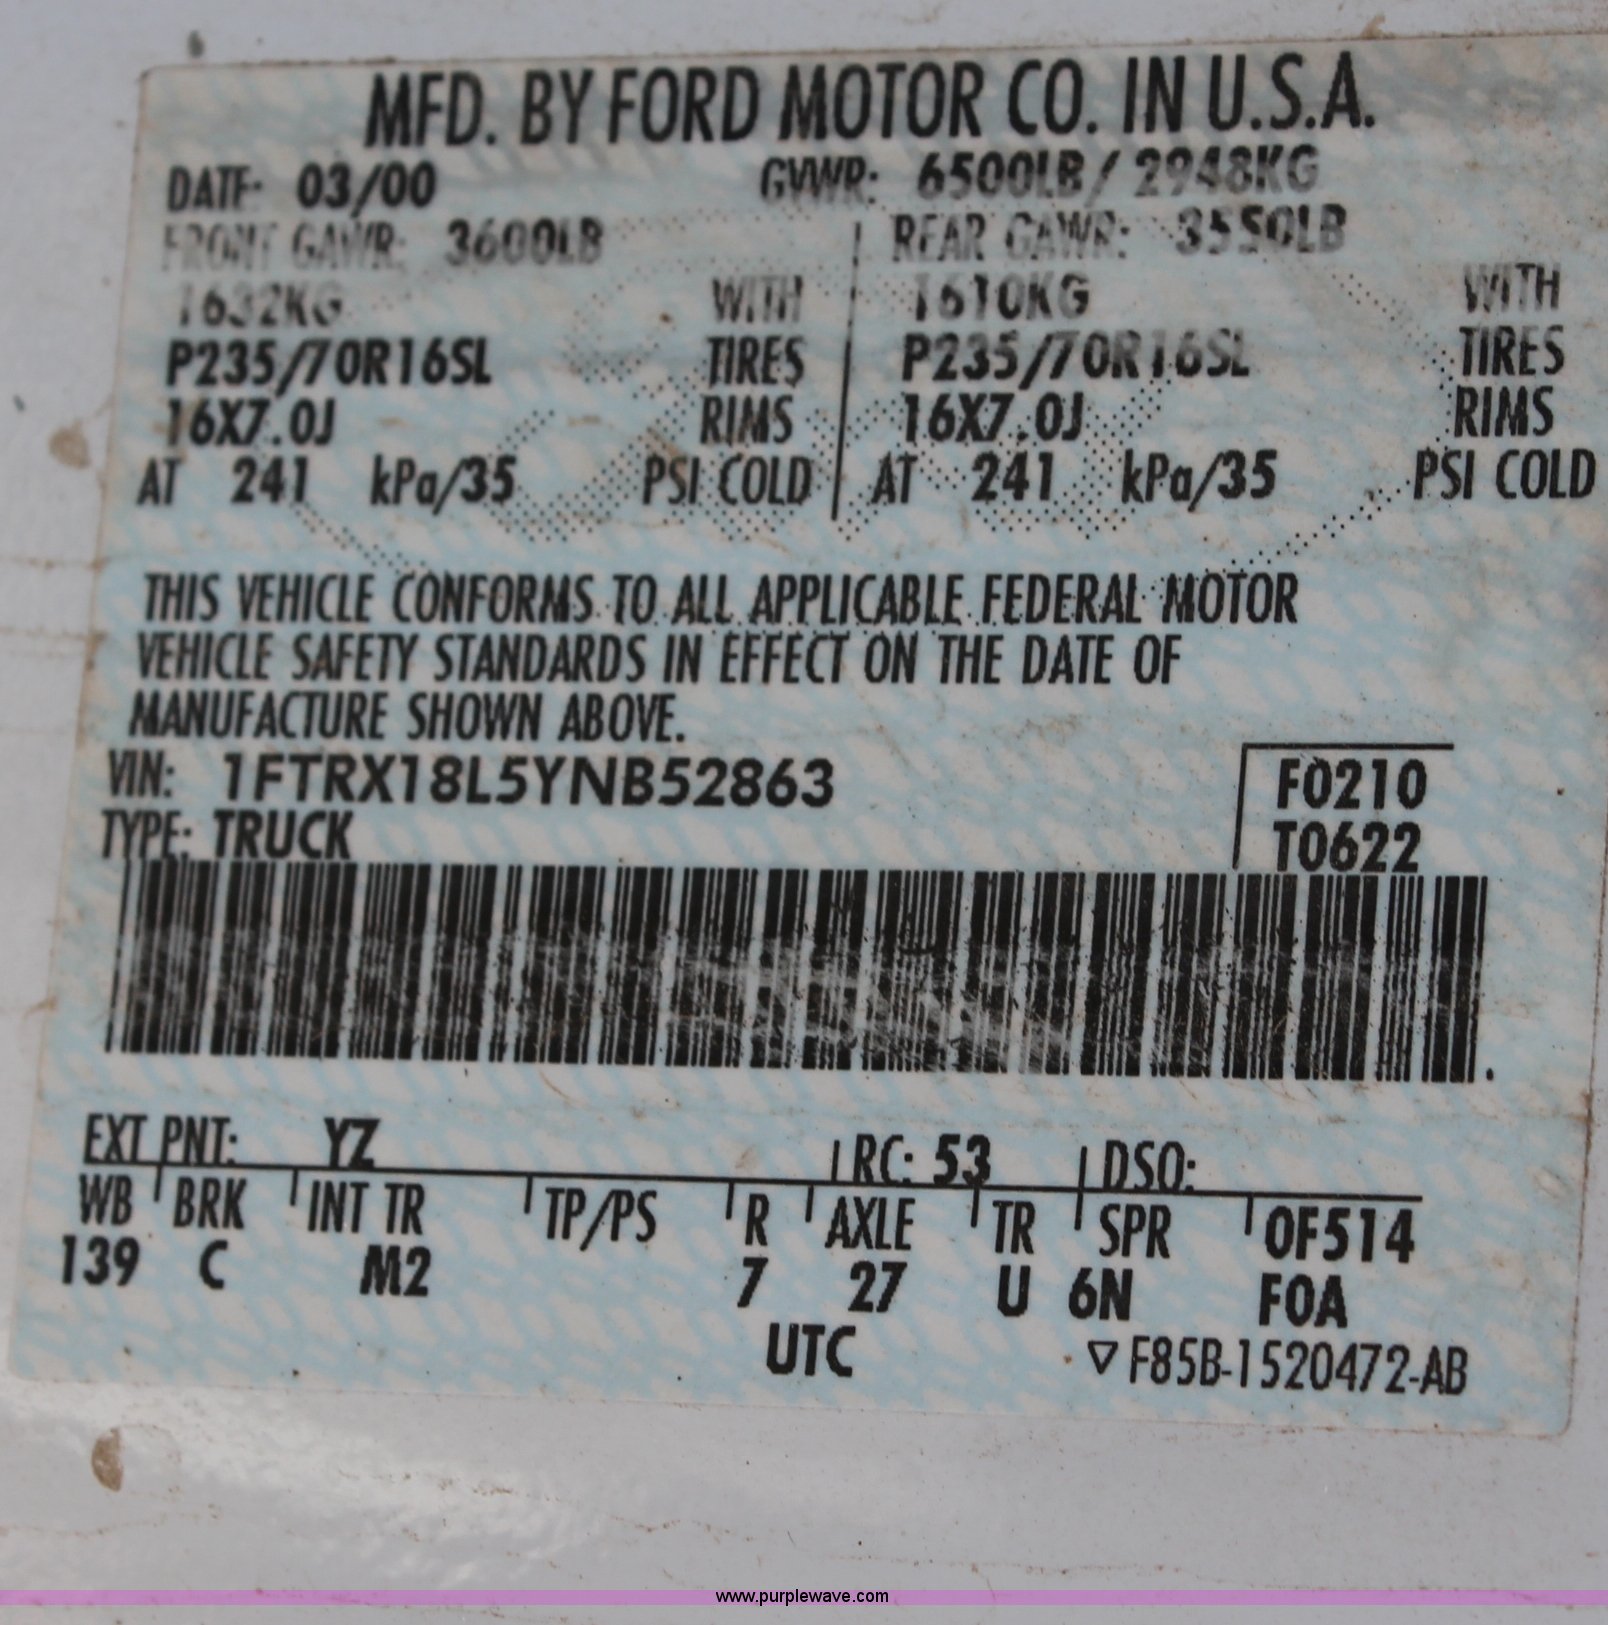 MFD. BY FORD MOTOR CO. IN U.S.A.
DATE: 03/00 GVWR: 6500LB / 2948KG
FRONT GAWR: 3600LB REAR GAWR: 3550LB
1632KG WITH 1610KG WITH
P235/70R16SL TIRES P235/70R16SL TIRES
16X7.0J RIMS 16X7.0J RIMS
AT 241 kPa/35 PSI COLD AT 241 kPa/35 PSI COLD
THIS VEHICLE CONFORMS TO ALL APPLICABLE FEDERAL MOTOR
VEHICLE SAFETY STANDARDS IN EFFECT ON THE DATE OF
MANUFACTURE SHOWN ABOVE.
VIN: 1FTRX18L5YNB52863 F0210
TYPE: TRUCK T0622
EXT PNT: YZ RC: 53 DSO:
WB BRK INT TR TP/PS R AXLE TR SPR 0F514
139 C M2 7 27 U 6N FOA
UTC ▽ F85B-1520472-AB
www.purplewave.com